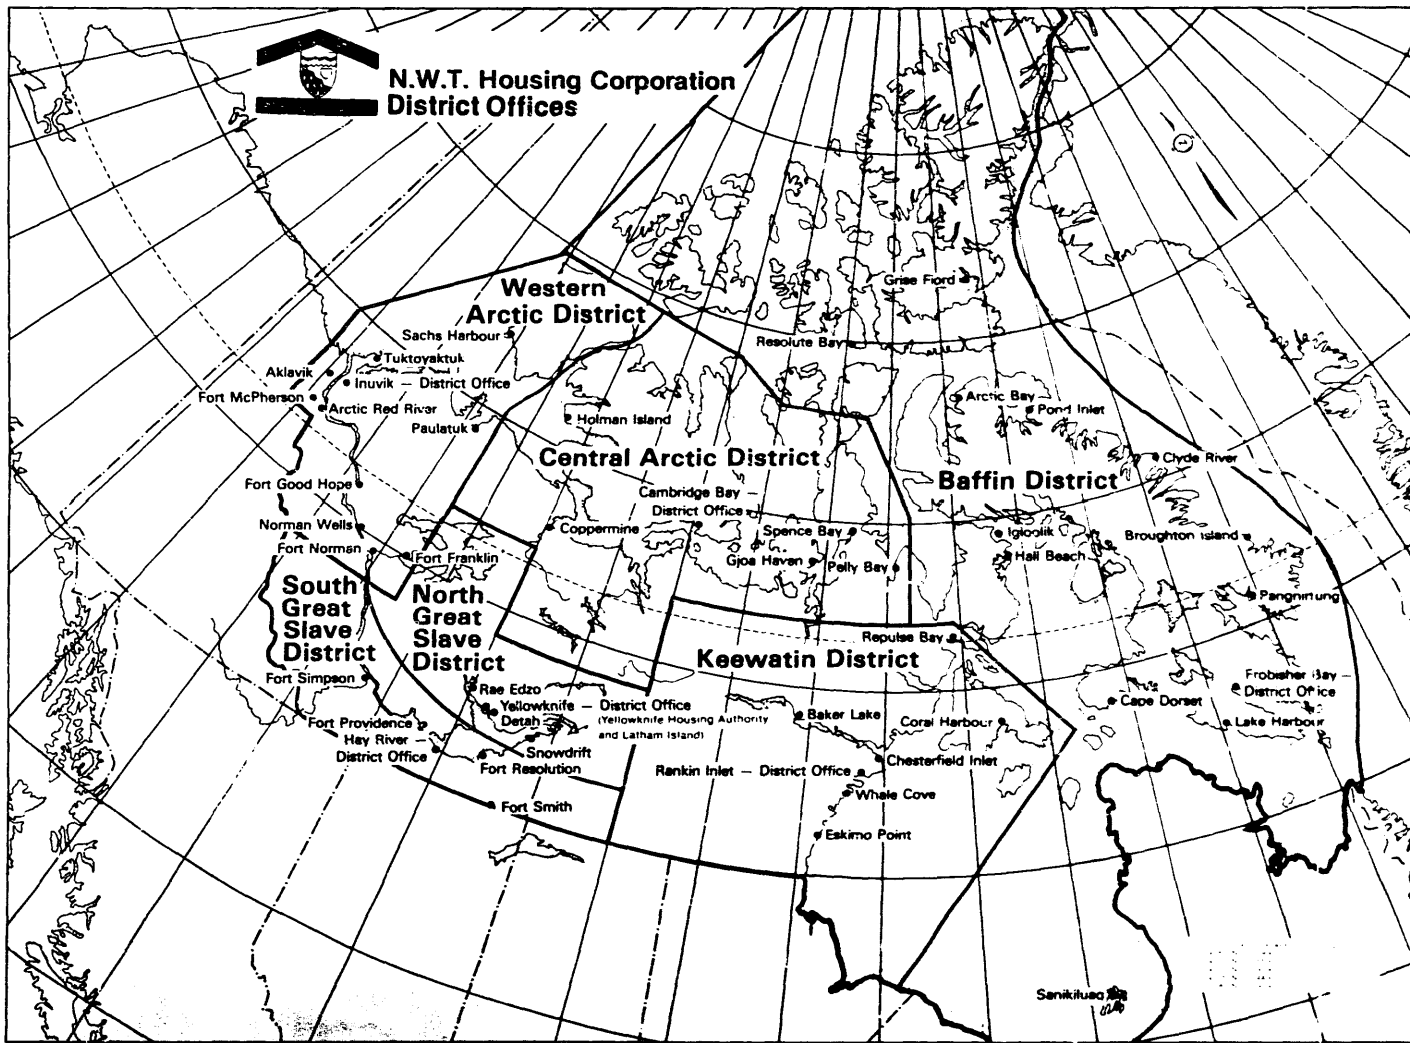 N.W.T. Housing Corporation
District Offices
Western
Arctic District
Sachs Harbour
Tuktoyaktuk
Aklavik
Inuvik — District Office
Fort McPherson
Arctic Red River
Paulatuk
Holman Island
Grise Fiord
Resolute Bay
Arctic Bay
Pond Inlet
Clyde River
Central Arctic District
Baffin District
Cambridge Bay —
District Office
Fort Good Hope
Norman Wells
Coppermine
Spence Bay
Igloolik
Broughton Island
Fort Norman
Fort Franklin
Gjoa Haven
Pelly Bay
Hall Beach
Pangnirtung
South
Great
Slave
District
North
Great
Slave
District
Repulse Bay
Keewatin District
Fort Simpson
Rae Edzo
Yellowknife — District Office
(Yellowknife Housing Authority
and Latham Island)
Detah
Baker Lake
Coral Harbour
Cape Dorset
Frobisher Bay —
District Office
Lake Harbour
Fort Providence
Hay River —
District Office
Snowdrift
Fort Resolution
Chesterfield Inlet
Rankin Inlet — District Office
Whale Cove
Fort Smith
Eskimo Point
Sanikiluaq